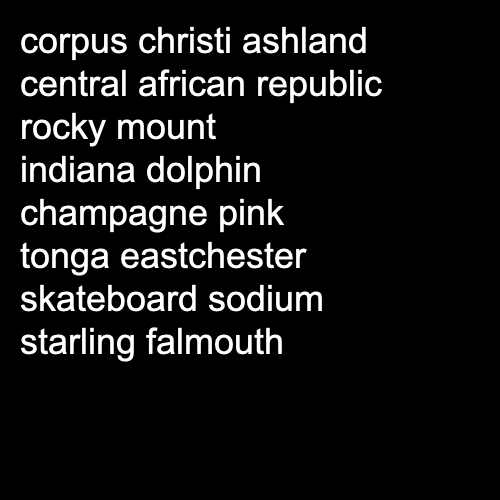 corpus christi ashland
central african republic
rocky mount
indiana dolphin
champagne pink
tonga eastchester
skateboard sodium
starling falmouth